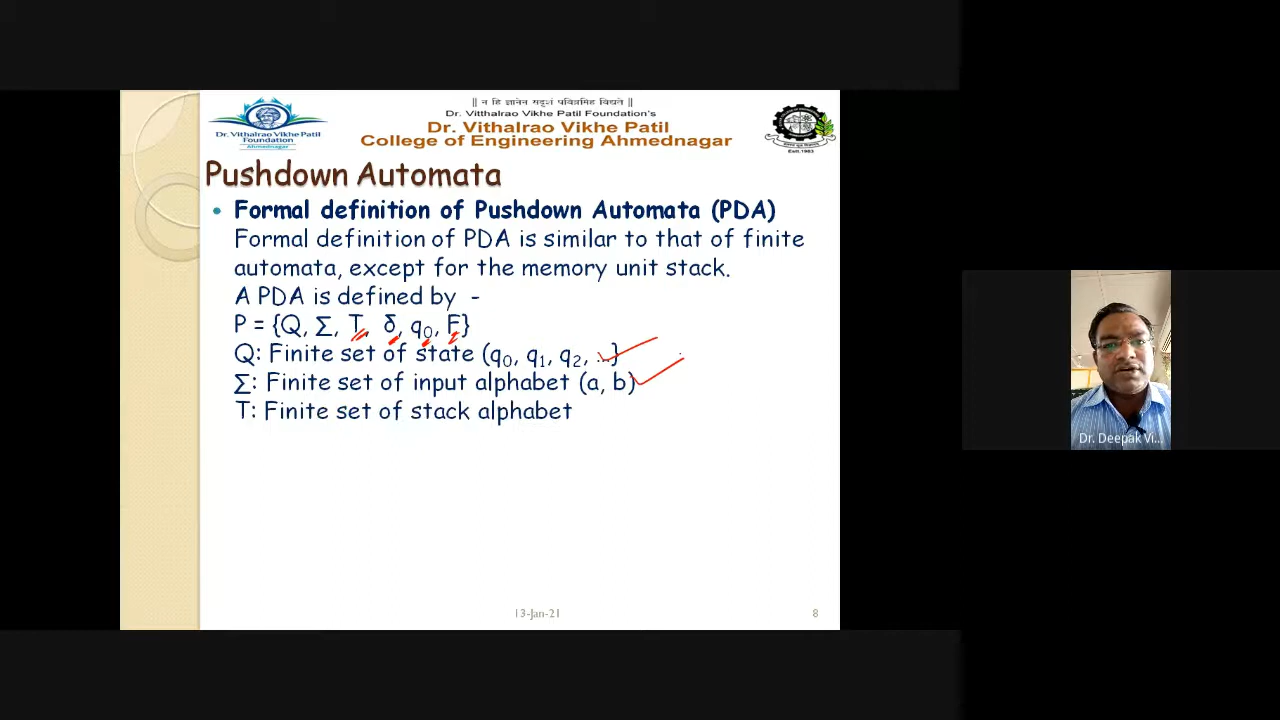 || न हि ज्ञानेन सदृशं पवित्रमिह विद्यते ||
Dr. Vitthalrao Vikhe Patil Foundation's
Dr. Vithalrao Vikhe Patil
College of Engineering Ahmednagar
Dr. Vithalrao Vikhe Patil
Foundation
Ahmednagar
Estt.1983
Pushdown Automata
• Formal definition of Pushdown Automata (PDA)
Formal definition of PDA is similar to that of finite
automata, except for the memory unit stack.
A PDA is defined by -
P = {Q, ∑, T, δ, q₀, F}
Q: Finite set of state (q₀, q₁, q₂, ...}
∑: Finite set of input alphabet (a, b)
T: Finite set of stack alphabet
13-Jan-21
8
Dr. Deepak Vi...